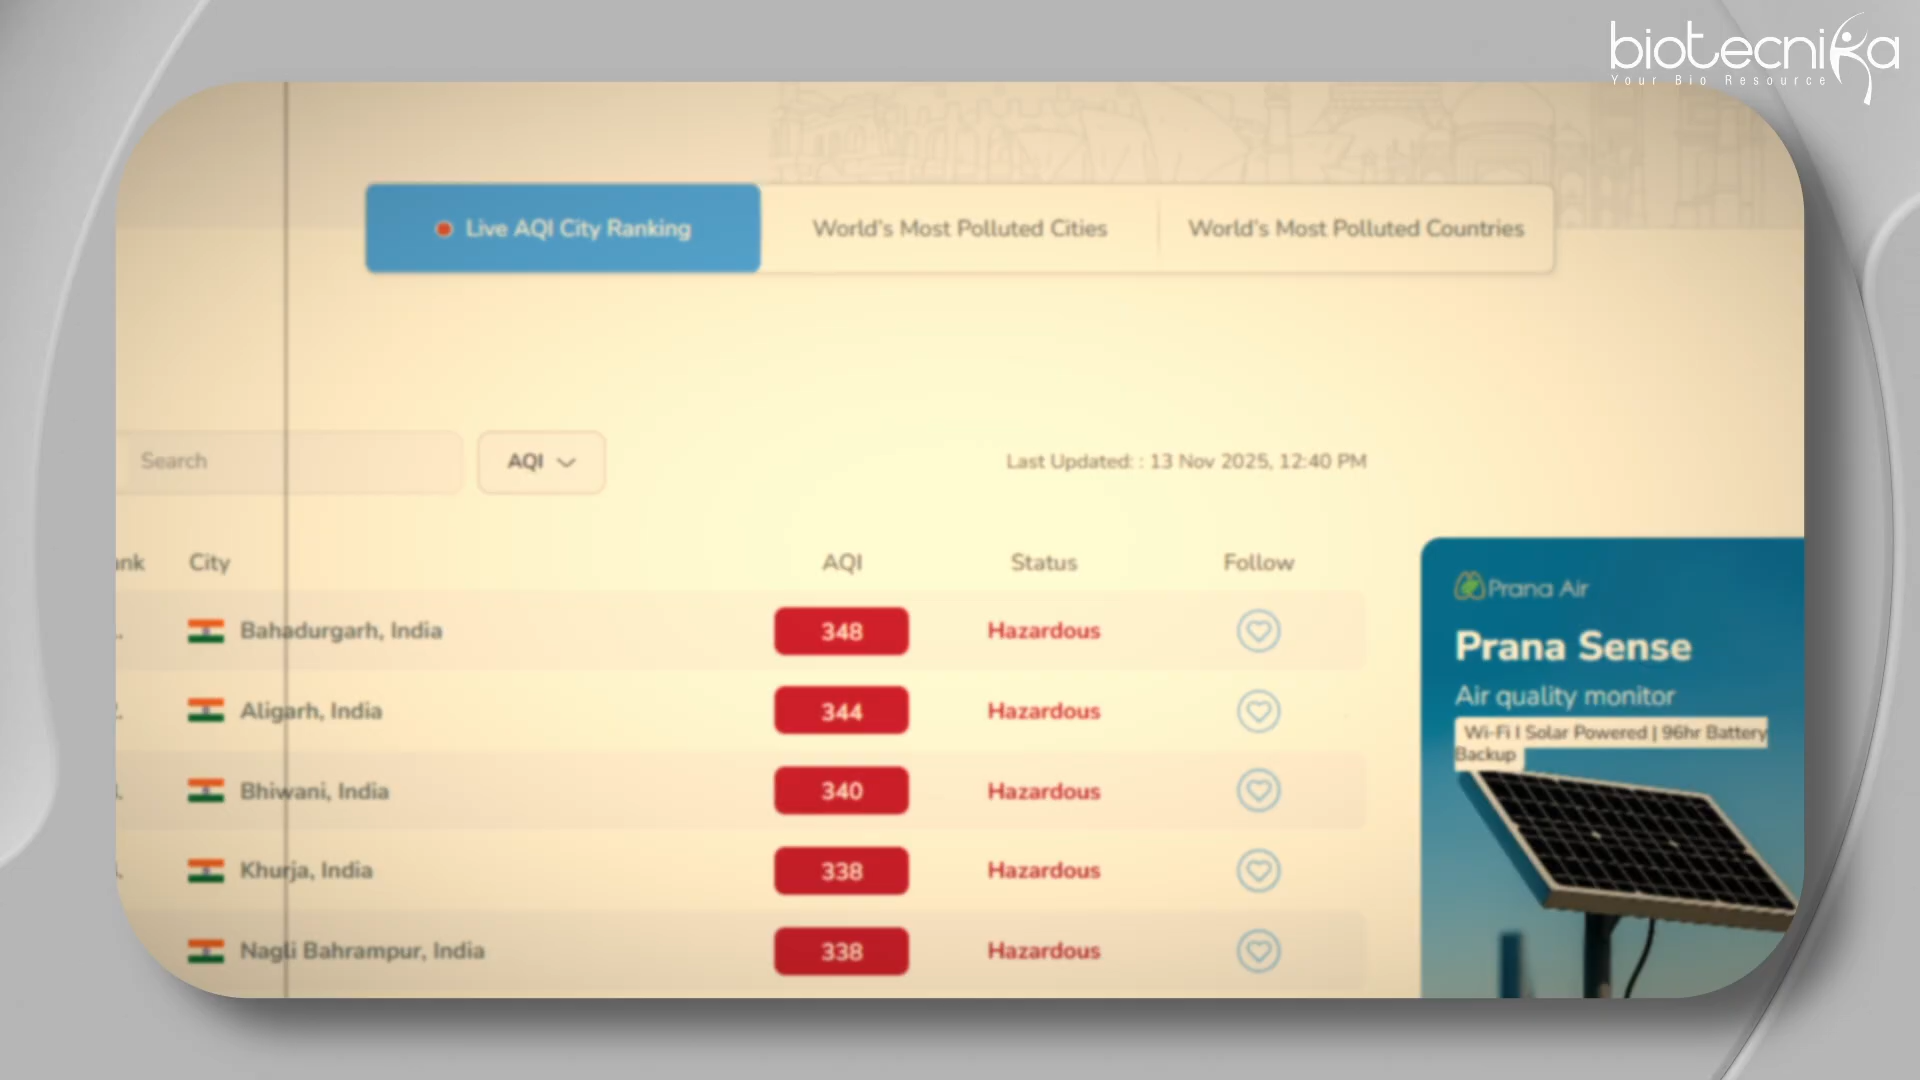 biotecnika
Your Bio Resource
Live AQI City Ranking
World's Most Polluted Cities
World's Most Polluted Countries
Search
AQI
Last Updated: : 13 Nov 2025, 12:40 PM
City
AQI
Status
Follow
Bahadurgarh, India
348
Hazardous
Aligarh, India
344
Hazardous
Bhiwani, India
340
Hazardous
Khurja, India
338
Hazardous
Nagli Bahrampur, India
338
Hazardous
Prana Air
Prana Sense
Air quality monitor
Wi-Fi I Solar Powered | 96hr Battery
Backup